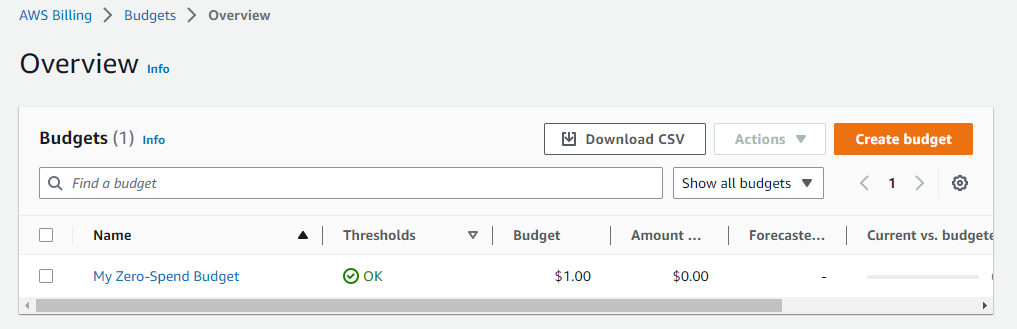 AWS Billing > Budgets > Overview
Overview Info
Budgets (1) Info Download CSV Actions Create budget
Find a budget Show all budgets 1
Name Thresholds Budget Amount ... Forecaste... Current vs. budgete
My Zero-Spend Budget OK $1.00 $0.00 -